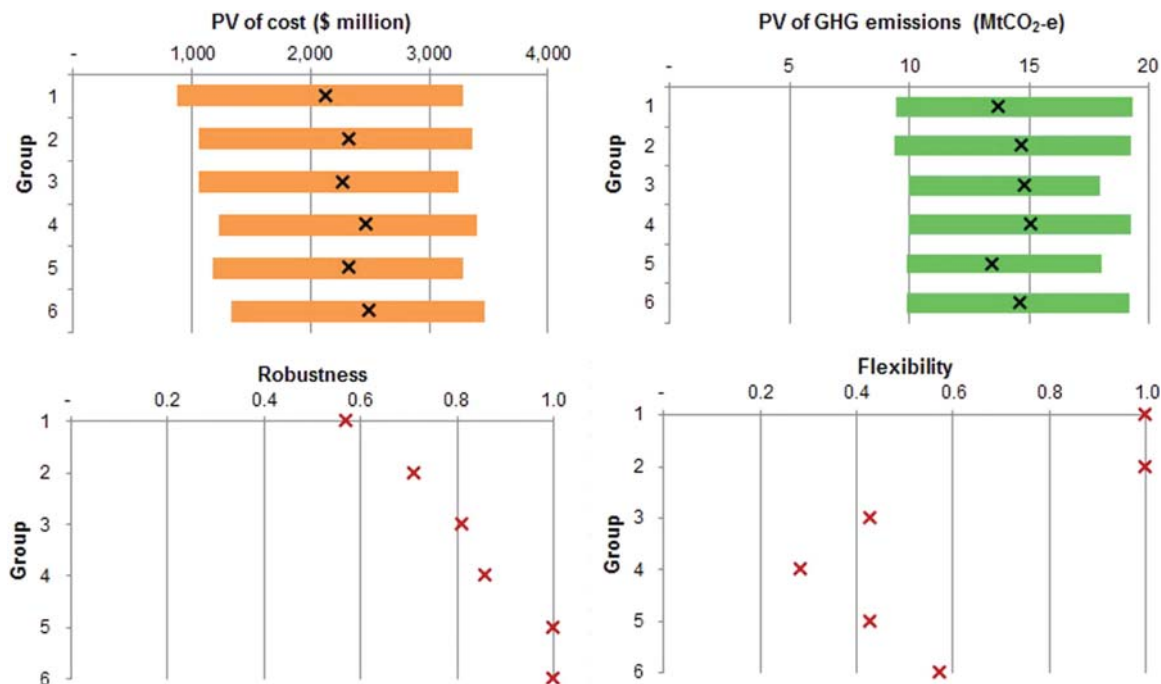 PV of cost ($ million)
- 1,000 2,000 3,000 4,000
Group
1
2
3
4
5
6
PV of GHG emissions (MtCO₂-e)
- 5 10 15 20
Group
1
2
3
4
5
6
Robustness
- 0.2 0.4 0.6 0.8 1.0
Group
1
2
3
4
5
6
Flexibility
- 0.2 0.4 0.6 0.8 1.0
Group
1
2
3
4
5
6